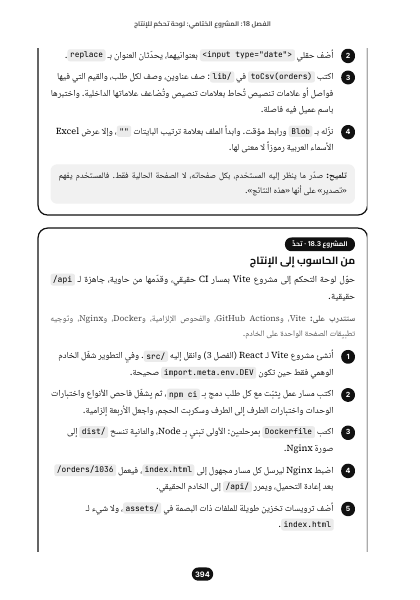 الفصل 18: المشروع الختامي: لوحة تحكم للإنتاج
2 أضف حقلي <input type="date"> بعنوانيهما، يحدّثان العنوان بـ replace.
3 اكتب toCsv(orders) في lib/: صف عناوين، وصف لكل طلب، والقيم التي فيها
فواصل أو علامات تنصيص تُحاط بعلامات تنصيص وتُضاعف علاماتها الداخلية. واختبرها
باسم عميل فيه فاصلة.
4 نزّله بـ Blob ورابط مؤقت. وابدأ الملف بعلامة ترتيب البايتات "", وإلا عرض Excel
الأسماء العربية رموزاً لا معنى لها.
تلميح: صدّر ما ينظر إليه المستخدم، بكل صفحاته، لا الصفحة الحالية فقط. فالمستخدم يفهم
«تصدير» على أنها «هذه النتائج».
المشروع 18.3 · تحدٍّ
من الحاسوب إلى الإنتاج
حوّل لوحة التحكم إلى مشروع Vite بمسار CI حقيقي، وقدّمها من حاوية، جاهزة لـ /api
حقيقية.
ستتدرب على: Vite، وGitHub Actions، والفحوص الإلزامية، وDocker، وNginx، وتوجيه
تطبيقات الصفحة الواحدة على الخادم.
1 أنشئ مشروع Vite لـ React (الفصل 3) وانقل إليه src/. وفي التطوير شغّل الخادم
الوهمي فقط حين تكون import.meta.env.DEV صحيحة.
2 اكتب مسار عمل يثبّت مع كل طلب دمج بـ npm ci، ثم يشغّل فاحص الأنواع واختبارات
الوحدات واختبارات الطرف إلى الطرف وسكربت الحجم، واجعل الأربعة إلزامية.
3 اكتب Dockerfile بمرحلتين: الأولى تبني بـ Node، والثانية تنسخ dist/ إلى
صورة Nginx.
4 اضبط Nginx ليرسل كل مسار مجهول إلى index.html، فيعمل /orders/1036
بعد إعادة التحميل، ويمرر /api/ إلى الخادم الحقيقي.
5 أضف ترويسات تخزين طويلة للملفات ذات البصمة في assets/، ولا شيء لـ
index.html.
394